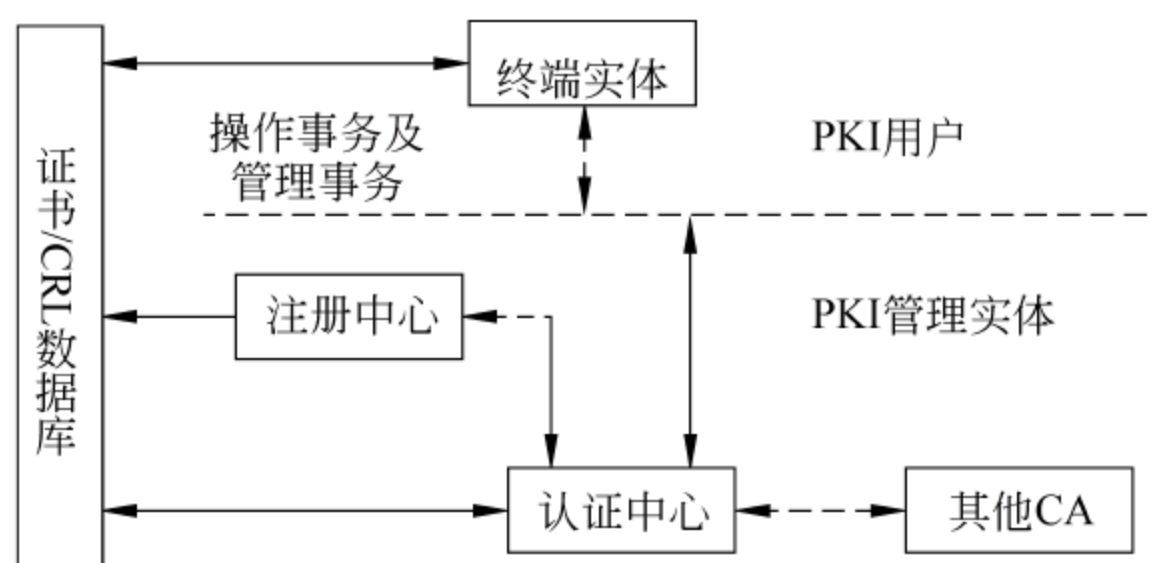 终端实体
操作事务及
管理事务
PKI用户
证书/CRL数据库
注册中心
PKI管理实体
认证中心
其他CA